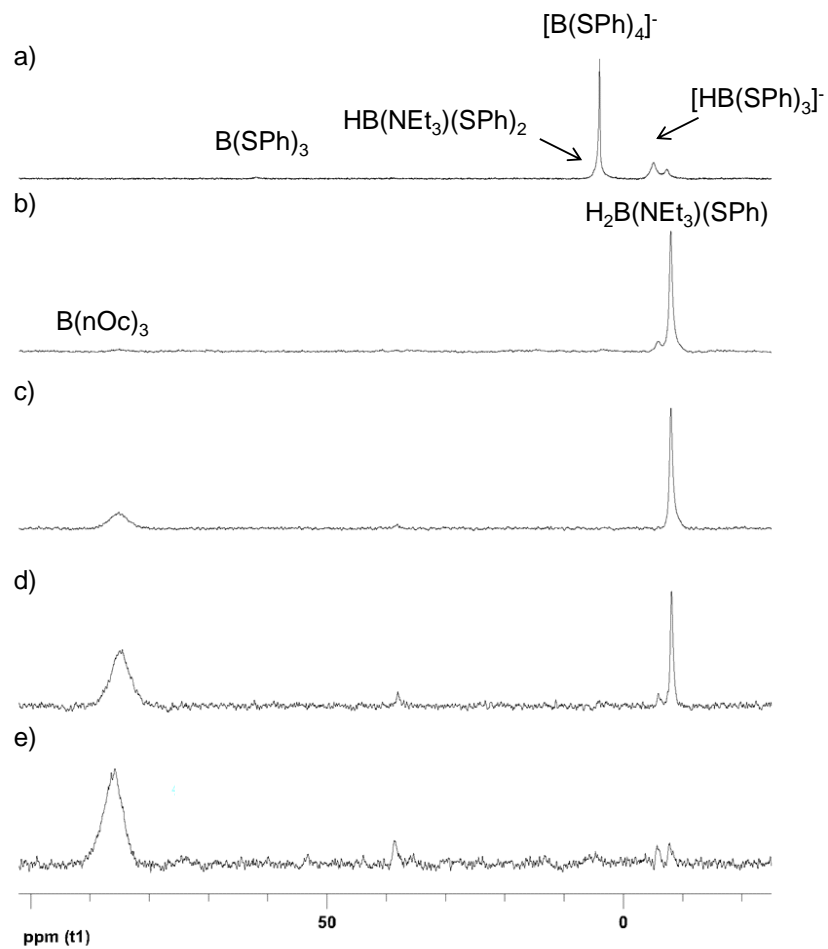 [B(SPh)₄]⁻
a)
[HB(SPh)₃]⁻
HB(NEt₃)(SPh)₂
B(SPh)₃
b)
H₂B(NEt₃)(SPh)
B(nOc)₃
c)
d)
e)
50 0
ppm (t1)